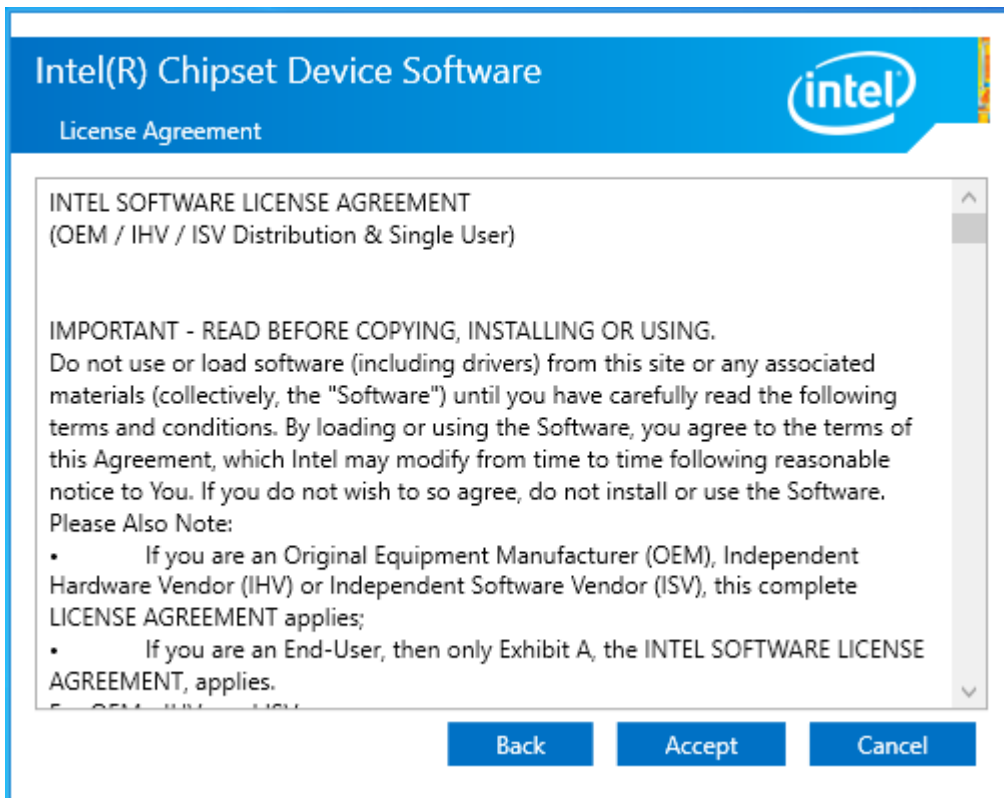 Intel(R) Chipset Device Software
intel
License Agreement
INTEL SOFTWARE LICENSE AGREEMENT
(OEM / IHV / ISV Distribution & Single User)
IMPORTANT - READ BEFORE COPYING, INSTALLING OR USING.
Do not use or load software (including drivers) from this site or any associated
materials (collectively, the "Software") until you have carefully read the following
terms and conditions. By loading or using the Software, you agree to the terms of
this Agreement, which Intel may modify from time to time following reasonable
notice to You. If you do not wish to so agree, do not install or use the Software.
Please Also Note:
• If you are an Original Equipment Manufacturer (OEM), Independent
Hardware Vendor (IHV) or Independent Software Vendor (ISV), this complete
LICENSE AGREEMENT applies;
• If you are an End-User, then only Exhibit A, the INTEL SOFTWARE LICENSE
AGREEMENT, applies.
Back Accept Cancel